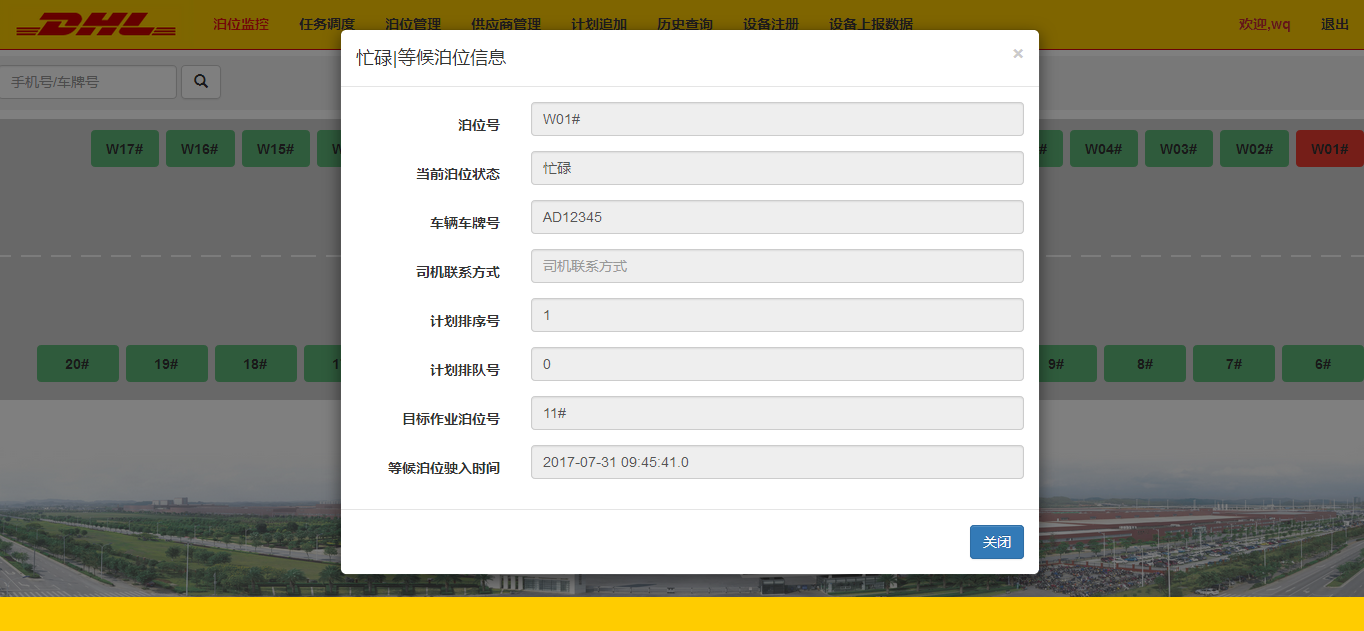 DHL
泊位监控 任务调度 泊位管理 供应商管理 计划追加 历史查询 设备注册 设备上报数据 欢迎,wq 退出
忙碌|等候泊位信息 ×
手机号/车牌号
泊位号 W01#
W17# W16# W15# W04# W03# W02# W01#
当前泊位状态 忙碌
车辆车牌号 AD12345
司机联系方式 司机联系方式
计划排序号 1
计划排队号 0
20# 19# 18# 9# 8# 7# 6#
目标作业泊位号 11#
等候泊位驶入时间 2017-07-31 09:45:41.0
关闭